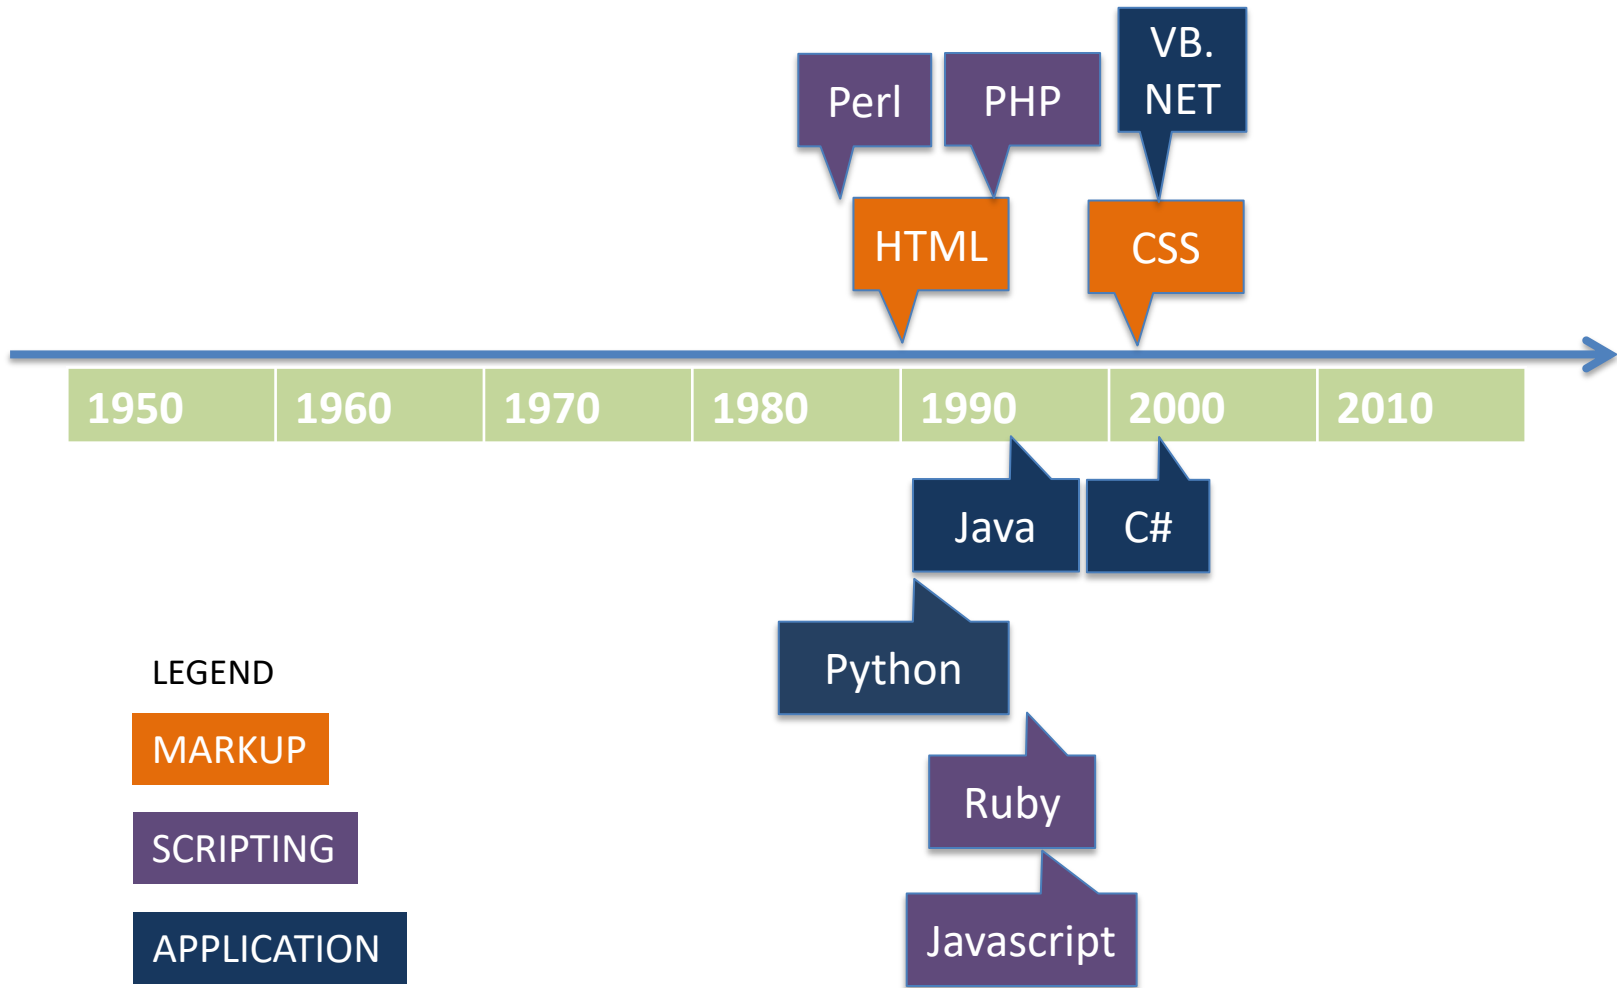 VB.
NET
Perl
PHP
HTML
CSS
1950
1960
1970
1980
1990
2000
2010
Java
C#
Python
LEGEND
MARKUP
Ruby
SCRIPTING
Javascript
APPLICATION